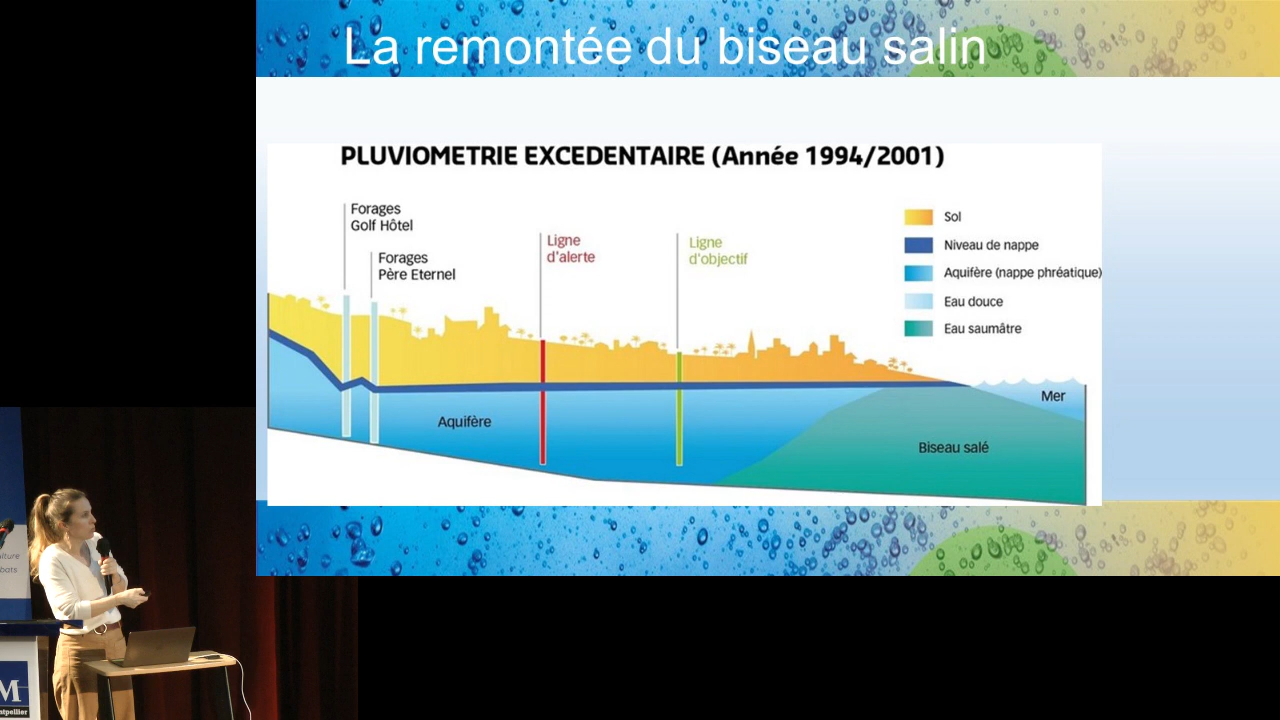 La remontée du biseau salin
PLUVIOMETRIE EXCEDENTAIRE (Année 1994/2001)
Forages
Golf Hôtel
Forages
Père Eternel
Ligne
d'alerte
Ligne
d'objectif
Sol
Niveau de nappe
Aquifère (nappe phréatique)
Eau douce
Eau saumâtre
Aquifère
Mer
Biseau salé
M